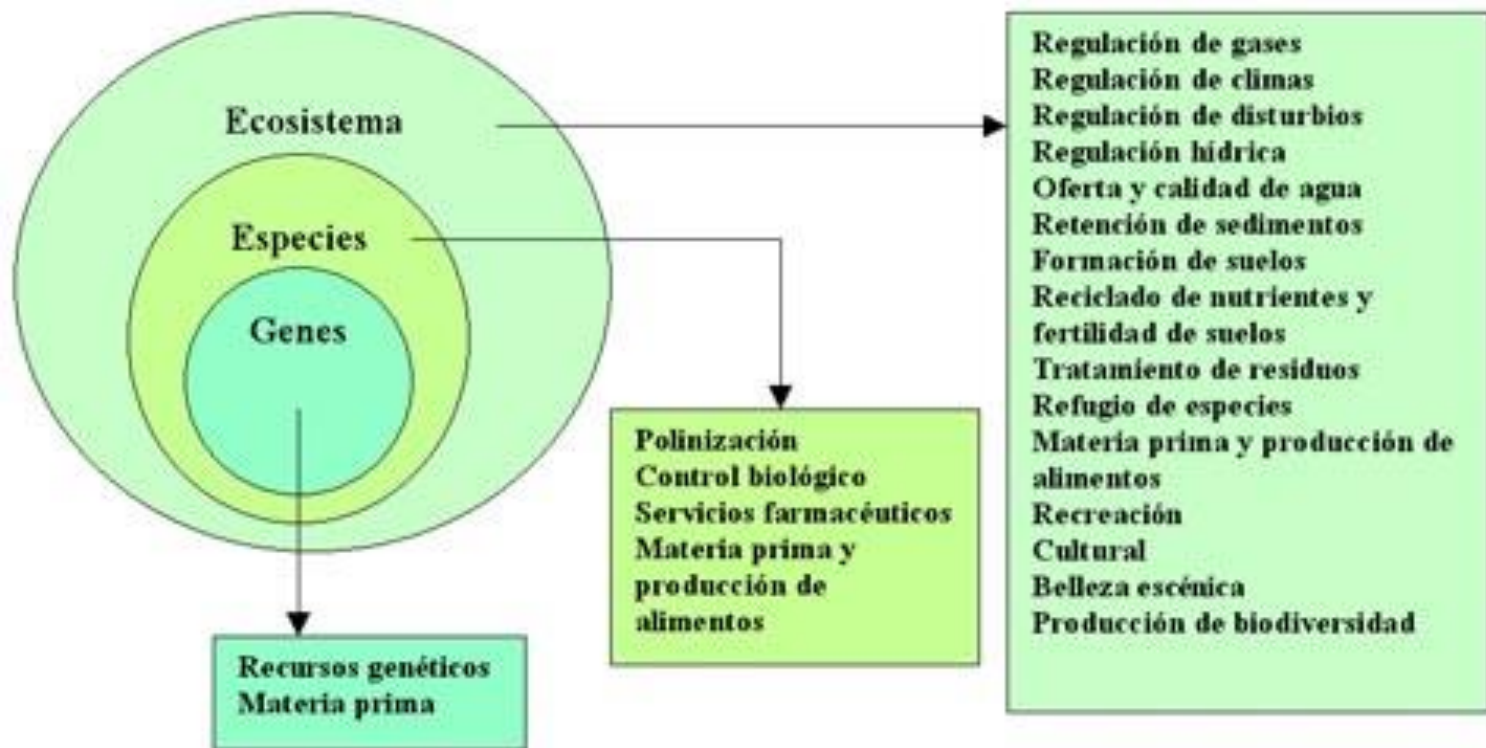 Ecosistema
Especies
Genes
Recursos genéticos
Materia prima
Polinización
Control biológico
Servicios farmacéuticos
Materia prima y
producción de
alimentos
Regulación de gases
Regulación de climas
Regulación de disturbios
Regulación hídrica
Oferta y calidad de agua
Retención de sedimentos
Formación de suelos
Reciclado de nutrientes y
fertilidad de suelos
Tratamiento de residuos
Refugio de especies
Materia prima y producción de
alimentos
Recreación
Cultural
Belleza escénica
Producción de biodiversidad